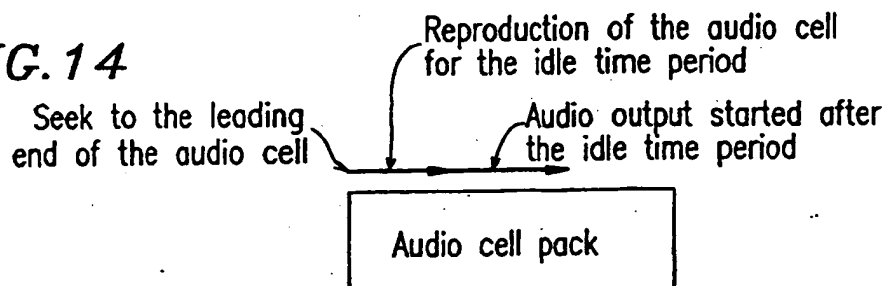 G.14
Reproduction of the audio cell
for the idle time period
Seek to the leading
end of the audio cell
Audio output started after
the idle time period
Audio cell pack